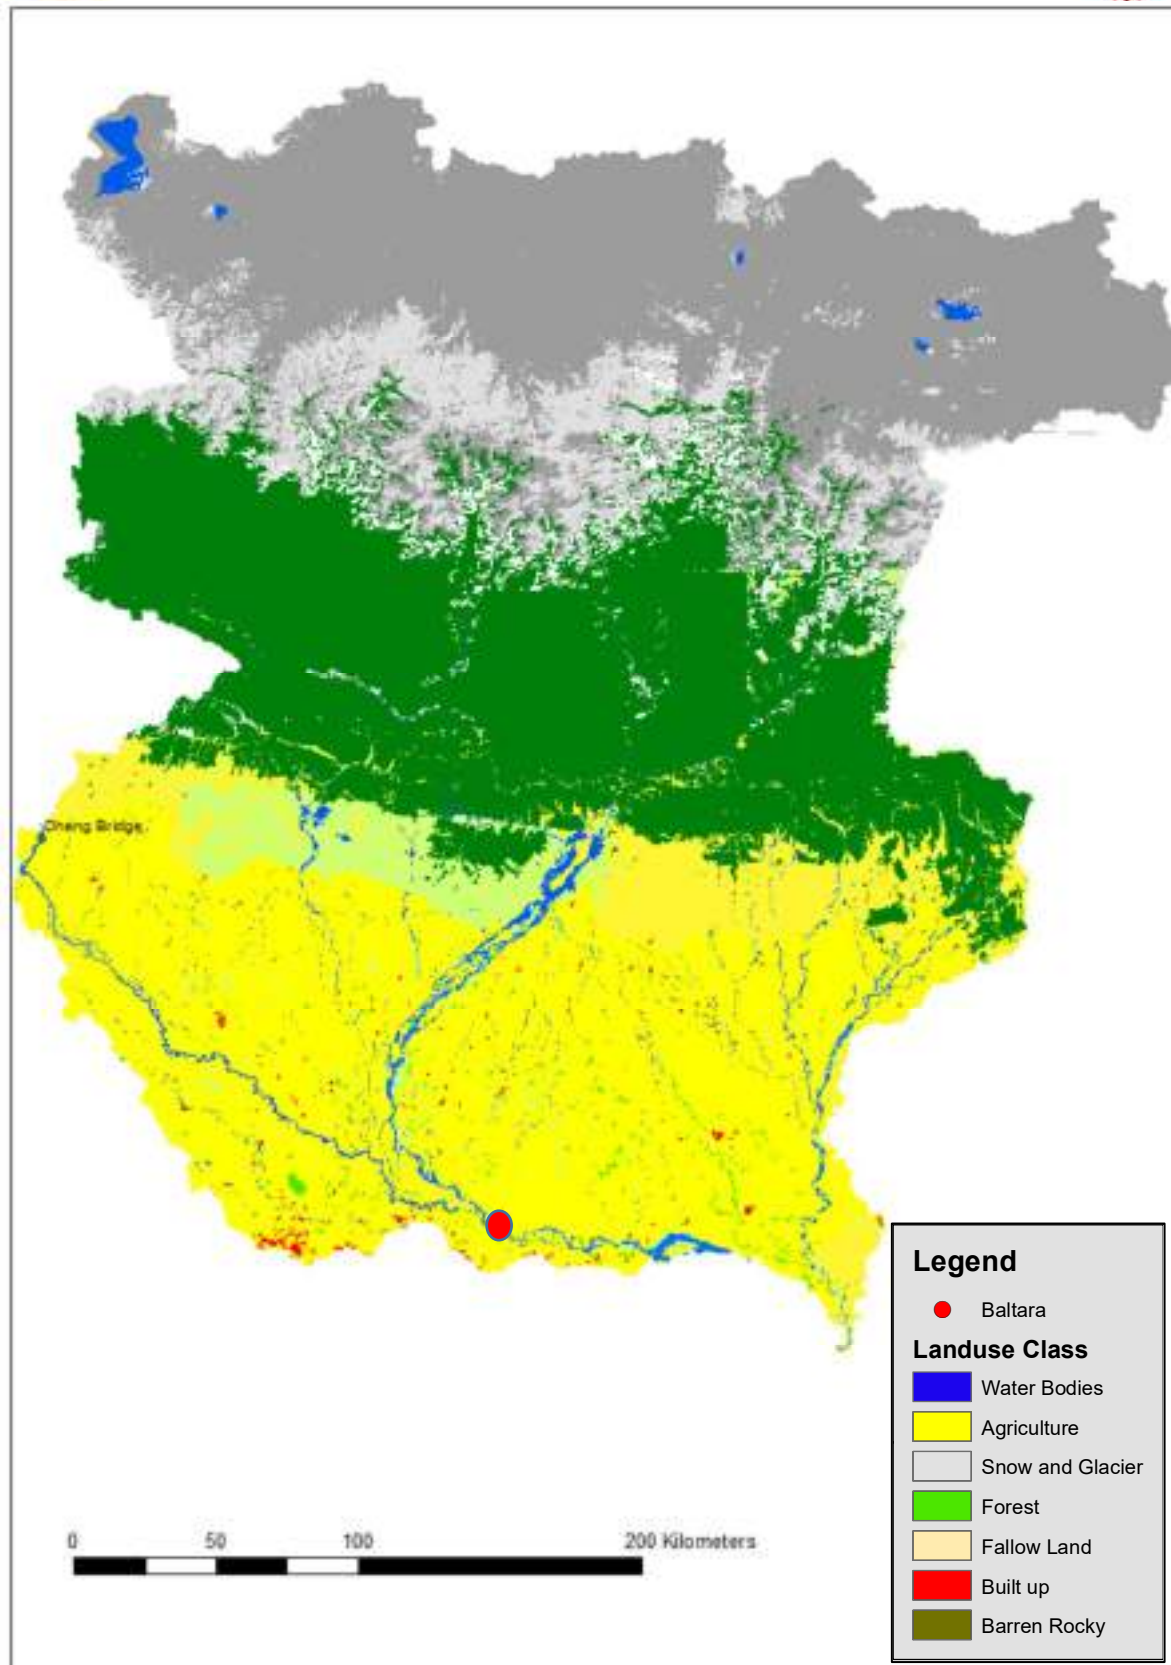 Dheng Bridge.
Legend
Baltara
Landuse Class
Water Bodies
Agriculture
Snow and Glacier
Forest
Fallow Land
Built up
Barren Rocky
0 50 100 200 Kilometers